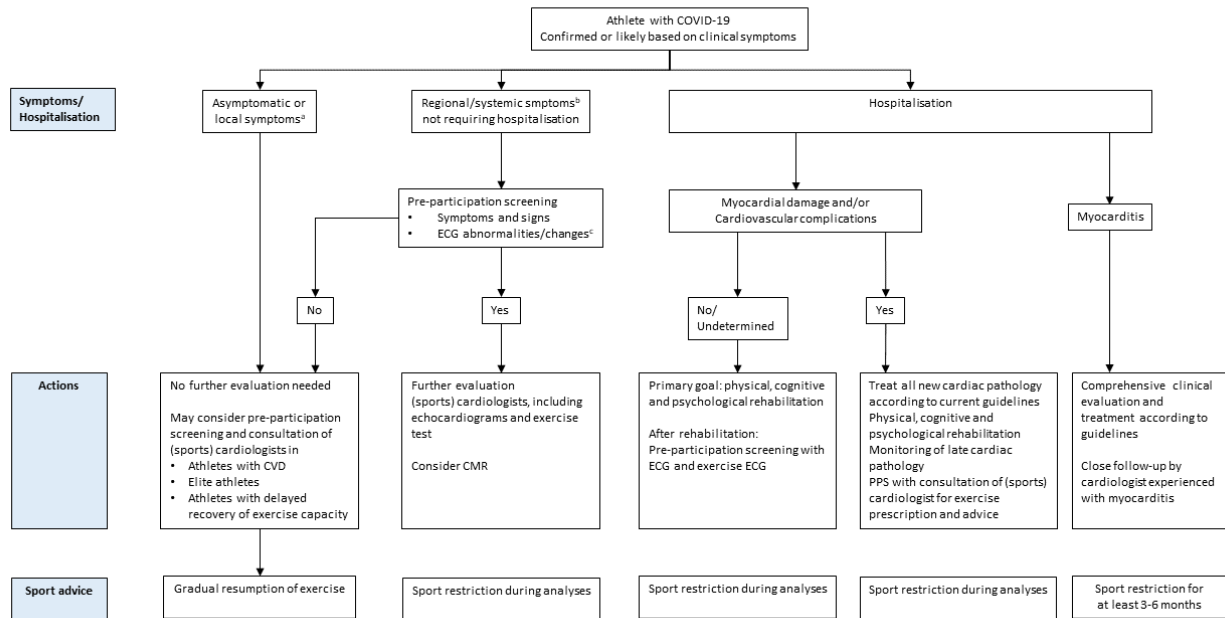 Athlete with COVID-19
Confirmed or likely based on clinical symptoms
Symptoms/
Hospitalisation
Asymptomatic or
local symptomsᵃ
Regional/systemic smptomsᵇ
not requiring hospitalisation
Hospitalisation
Pre-participation screening
• Symptoms and signs
• ECG abnormalities/changesᶜ
Myocardial damage and/or
Cardiovascular complications
Myocarditis
No
Yes
No/
Undetermined
Yes
Actions
No further evaluation needed
May consider pre-participation
screening and consultation of
(sports) cardiologists in
• Athletes with CVD
• Elite athletes
• Athletes with delayed
recovery of exercise capacity
Further evaluation
(sports) cardiologists, including
echocardiograms and exercise
test
Consider CMR
Primary goal: physical, cognitive
and psychological rehabilitation
After rehabilitation:
Pre-participation screening with
ECG and exercise ECG
Treat all new cardiac pathology
according to current guidelines
Physical, cognitive and
psychological rehabilitation
Monitoring of late cardiac
pathology
PPS with consultation of (sports)
cardiologist for exercise
prescription and advice
Comprehensive clinical
evaluation and
treatment according to
guidelines
Close follow-up by
cardiologist experienced
with myocarditis
Sport advice
Gradual resumption of exercise
Sport restriction during analyses
Sport restriction during analyses
Sport restriction during analyses
Sport restriction for
at least 3-6 months